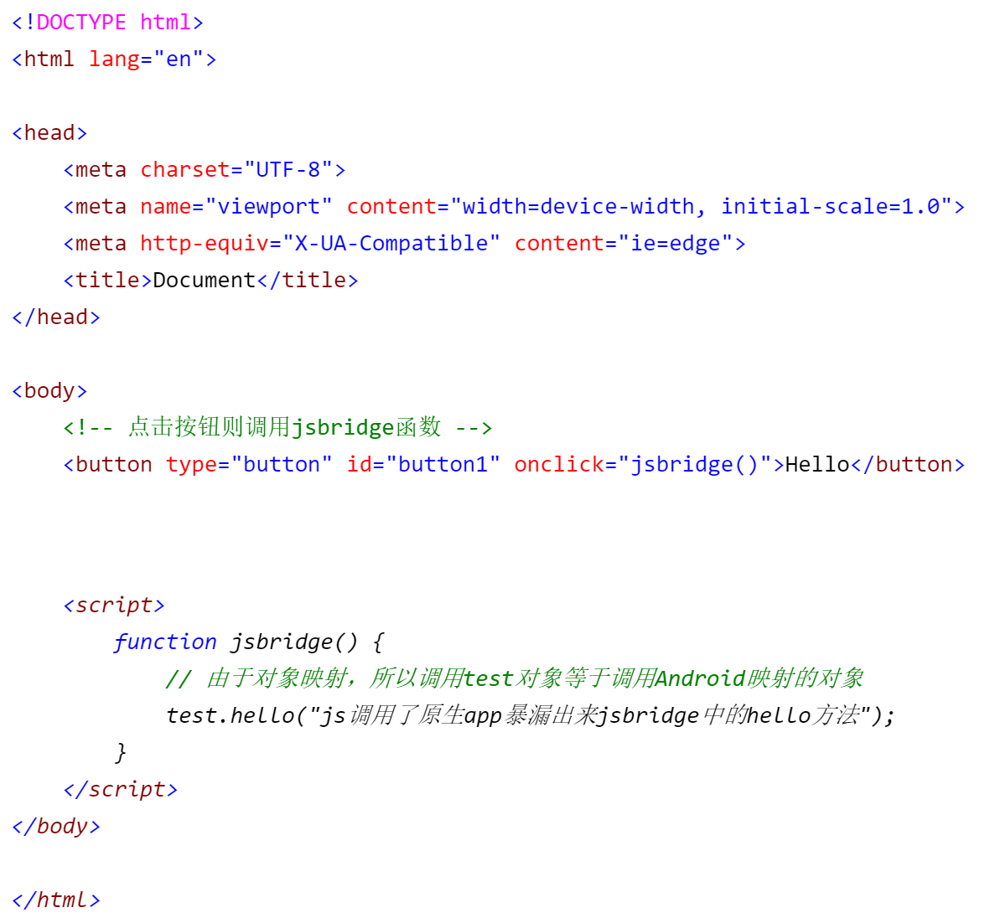 <!DOCTYPE html>
<html lang="en">
<head>
    <meta charset="UTF-8">
    <meta name="viewport" content="width=device-width, initial-scale=1.0">
    <meta http-equiv="X-UA-Compatible" content="ie=edge">
    <title>Document</title>
</head>
<body>
    <!-- 点击按钮则调用jsbridge函数 -->
    <button type="button" id="button1" onclick="jsbridge()">Hello</button>
    <script>
        function jsbridge() {
            // 由于对象映射，所以调用test对象等于调用Android映射的对象
            test.hello("js调用了原生app暴漏出来jsbridge中的hello方法");
        }
    </script>
</body>
</html>